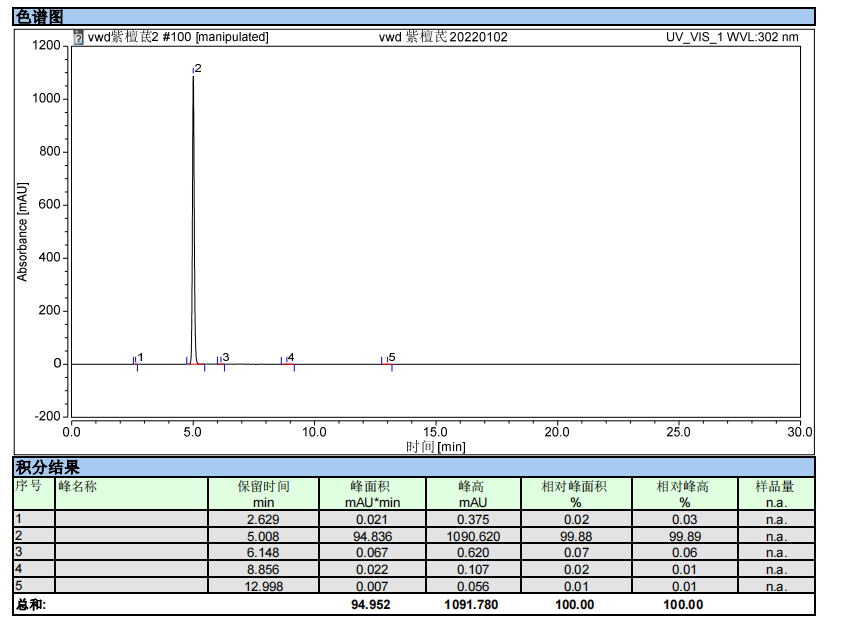 色谱图
vwd紫檀芪2 #100 [manipulated] vwd 紫檀芪20220102 UV_VIS_1 WVL:302 nm
1200
1000
800
600
400
200
0
-200
Absorbance [mAU]
2
1 3 4 5
0.0 5.0 10.0 15.0 20.0 25.0 30.0
时间 [min]
积分结果
序号 峰名称 保留时间 峰面积 峰高 相对峰面积 相对峰高 样品量
min mAU*min mAU % % n.a.
1 2.629 0.021 0.375 0.02 0.03 n.a.
2 5.008 94.836 1090.620 99.88 99.89 n.a.
3 6.148 0.067 0.620 0.07 0.06 n.a.
4 8.856 0.022 0.107 0.02 0.01 n.a.
5 12.998 0.007 0.056 0.01 0.01 n.a.
总和: 94.952 1091.780 100.00 100.00